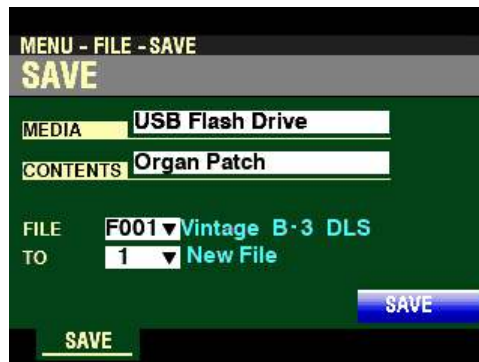 MENU - FILE - SAVE
SAVE
MEDIA USB Flash Drive
CONTENTS Organ Patch
FILE F001▼Vintage B-3 DLS
TO 1 ▼ New File
SAVE
SAVE